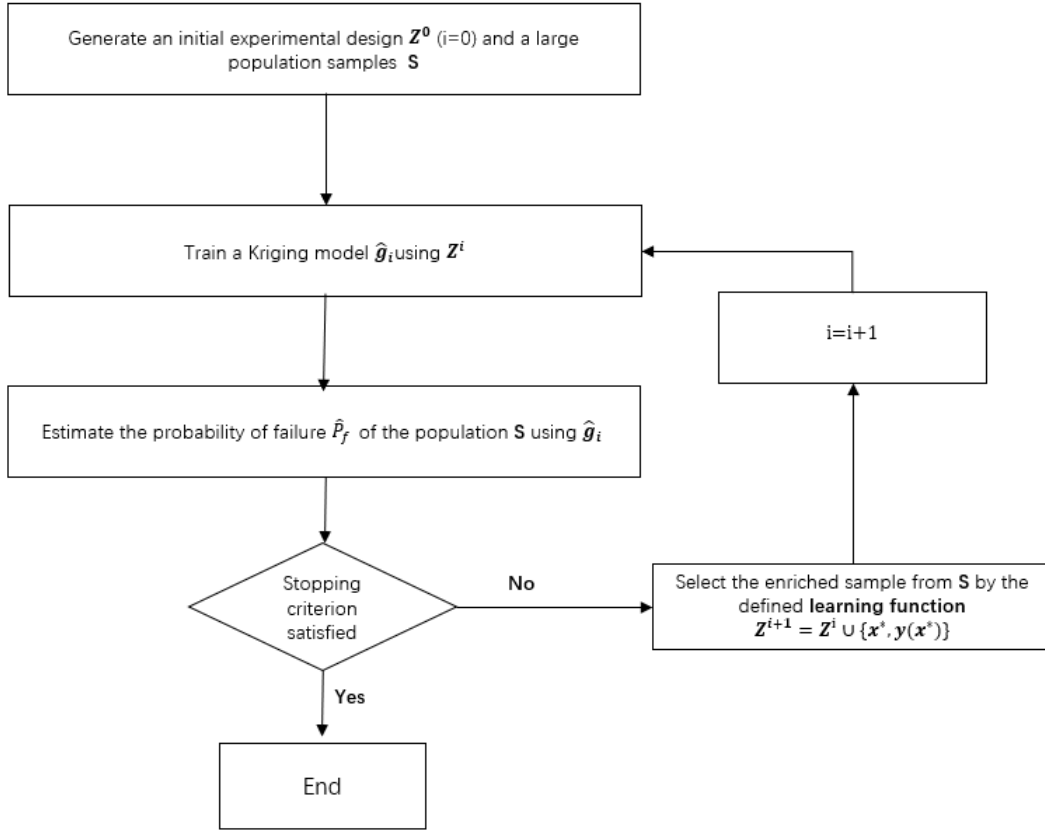 Generate an initial experimental design Z⁰ (i=0) and a large
population samples S
Train a Kriging model ĝᵢ using Zⁱ
Estimate the probability of failure P̂_f of the population S using ĝᵢ
Stopping
criterion
satisfied
No
Select the enriched sample from S by the
defined learning function
Zⁱ⁺¹ = Zⁱ ∪ {x*, y(x*)}
i=i+1
Yes
End